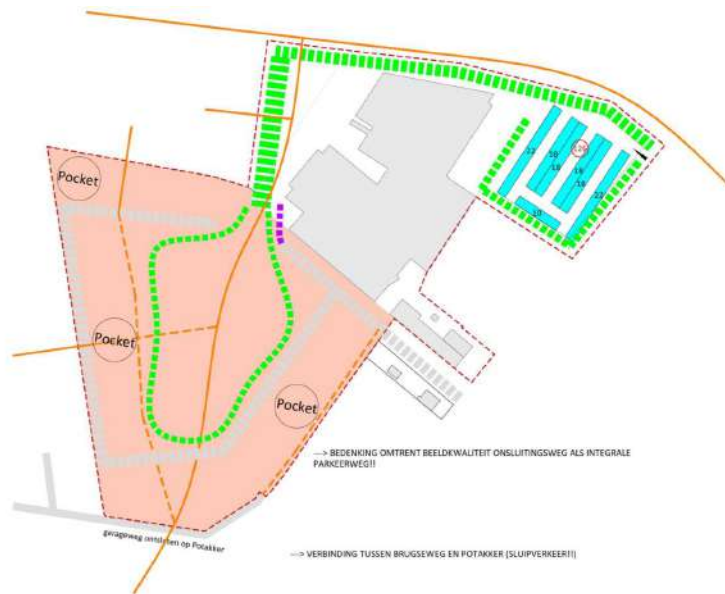 22
50
18
126
18
18
22
10
Pocket
Pocket
Pocket
---> BEDENKING OMTRENT BEELDKWALITEIT ONSLUITINGSWEG ALS INTEGRALE
PARKEERWEG!!
garageweg ontsluiten op Potakker
---> VERBINDING TUSSEN BRUGSEWEG EN POTAKKER (SLUIPVERKEER!!)